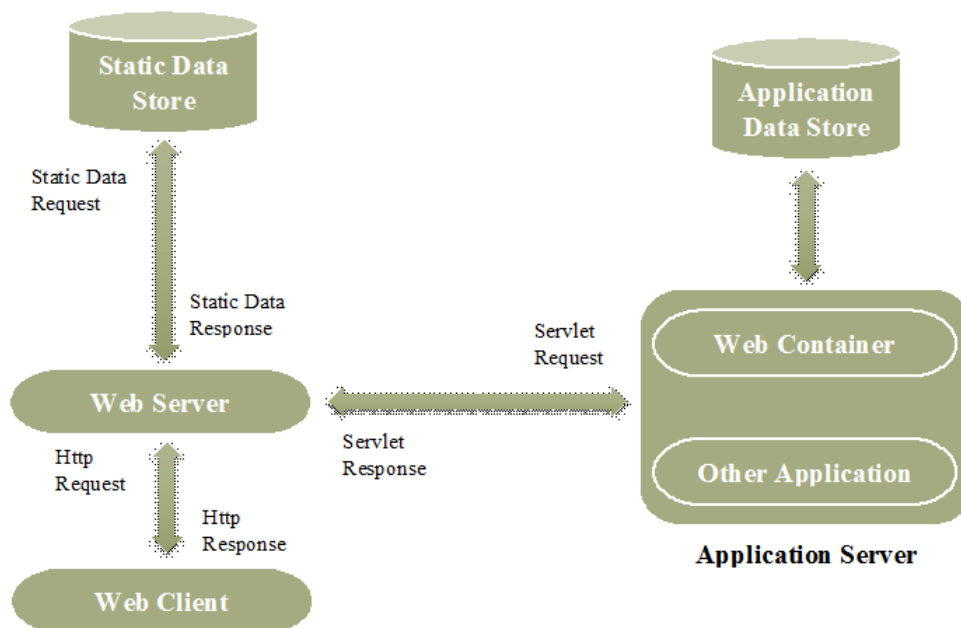 Static Data
Store
Application
Data Store
Static Data
Request
Static Data
Response
Servlet
Request
Web Container
Web Server
Servlet
Response
Http
Request
Other Application
Http
Response
Application Server
Web Client